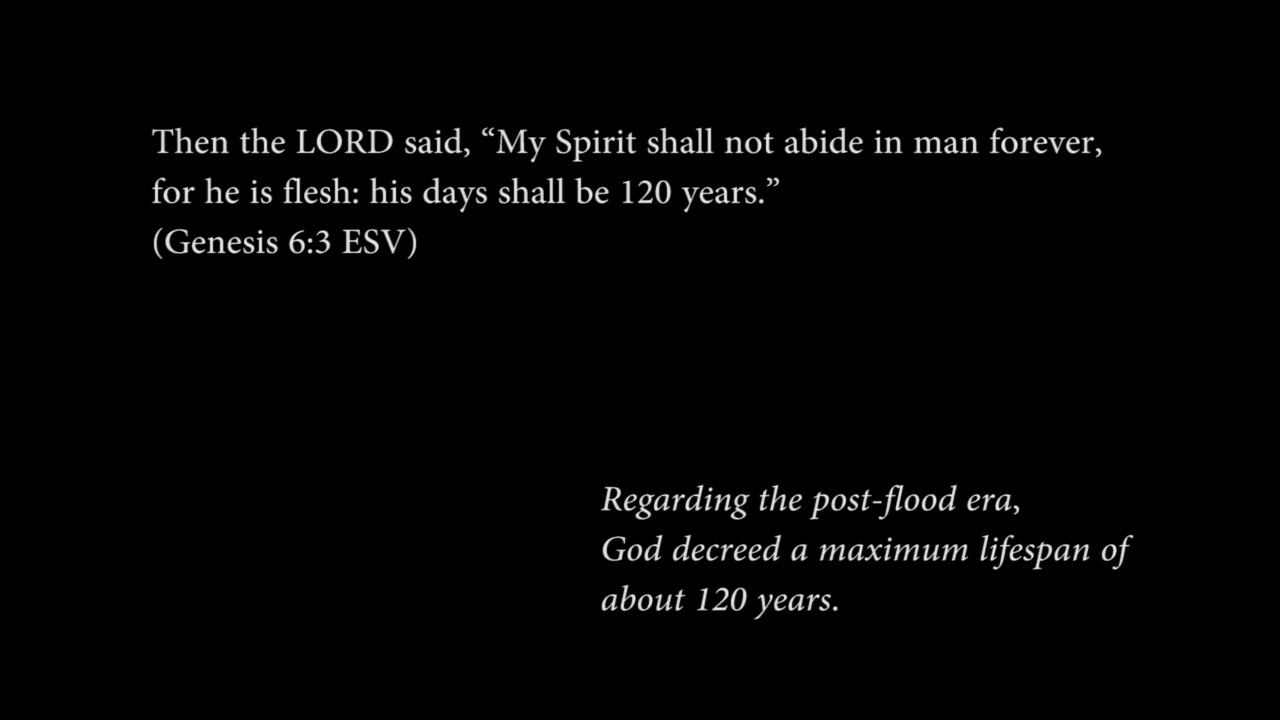 Then the LORD said, “My Spirit shall not abide in man forever,
for he is flesh: his days shall be 120 years.”
(Genesis 6:3 ESV)
Regarding the post-flood era,
God decreed a maximum lifespan of
about 120 years.